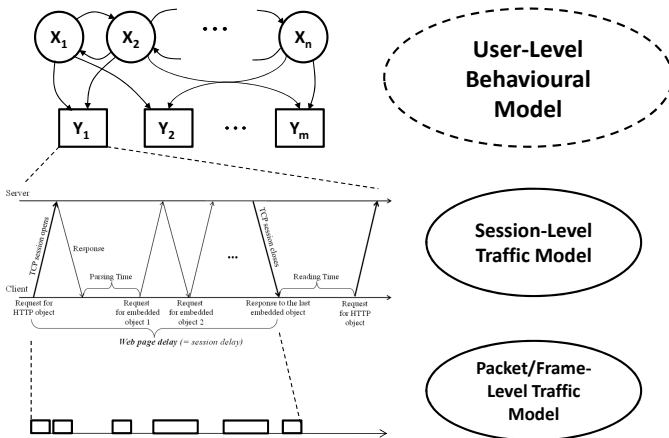 X1
X2
...
Xn
User-Level
Behavioural
Model
Y1
Y2
...
Ym
Server
TCP session opens
Response
...
TCP session closes
Session-Level
Traffic Model
Parsing Time
Reading Time
Client
Request for
HTTP object
Request
for embedded
object 1
Request
for embedded
object 2
Response to the last
embedded object
Request
for HTTP
object
Web page delay (= session delay)
Packet/Frame-
Level Traffic
Model